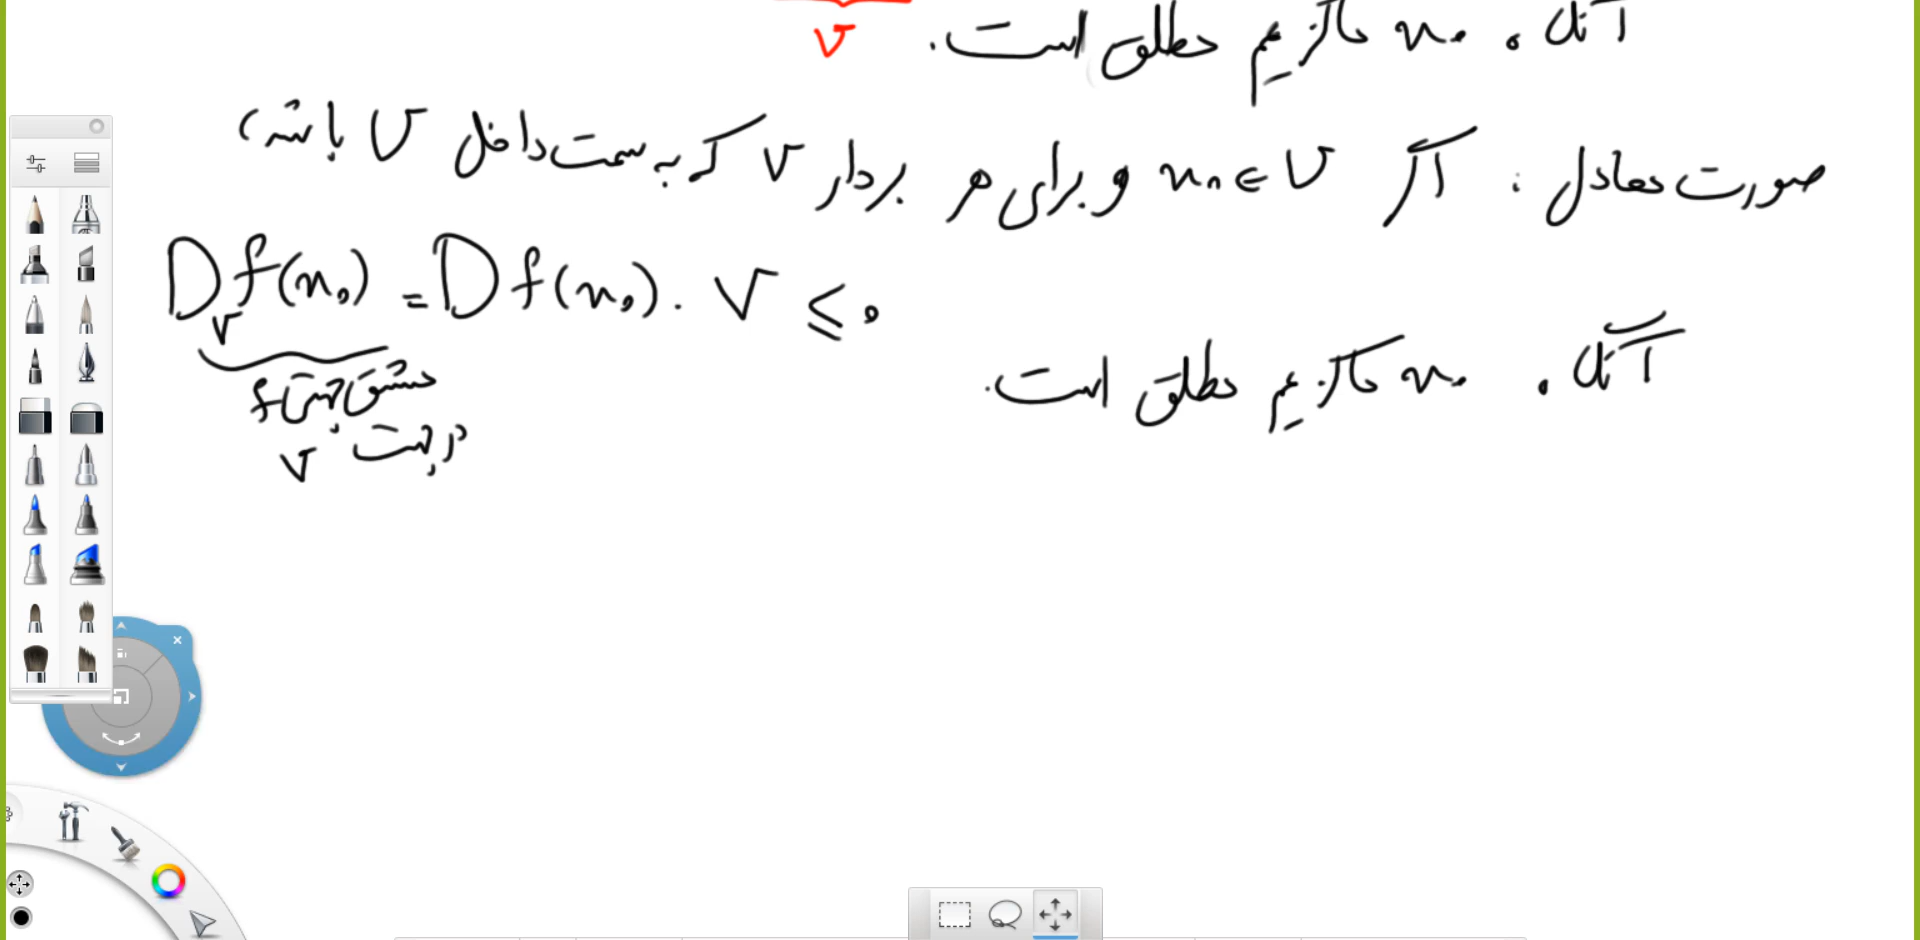 آنگاه x₀ ماکزیمم مطلق است.
v
صورت معادل: اگر x₀ ∈ U و برای هر بردار v که به سمت داخل U باشد
D_v f(x₀) = Df(x₀) . v ≤ 0
آنگاه x₀ ماکزیمم مطلق است.
مشتق جهتی f
در جهت v